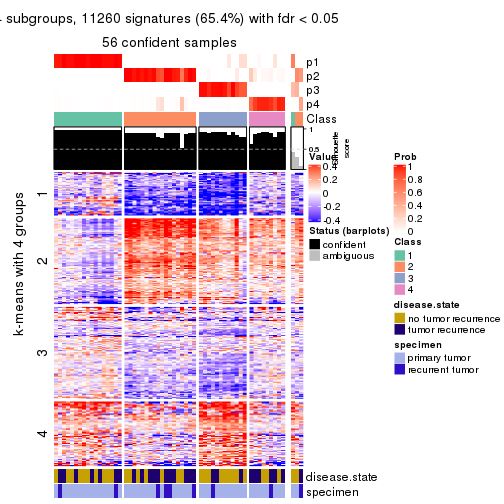 subgroups, 11260 signatures (65.4%) with fdr < 0.05
56 confident samples
p1
p2
p3
p4
Class
1
0.5
silhouette
score
k-means with 4 groups
1
2
3
4
Value
0.4
0.2
0
-0.2
-0.4
Status (barplots)
confident
ambiguous
Prob
1
0.8
0.6
0.4
0.2
0
Class
1
2
3
4
disease.state
no tumor recurrence
tumor recurrence
specimen
primary tumor
recurrent tumor
disease.state
specimen